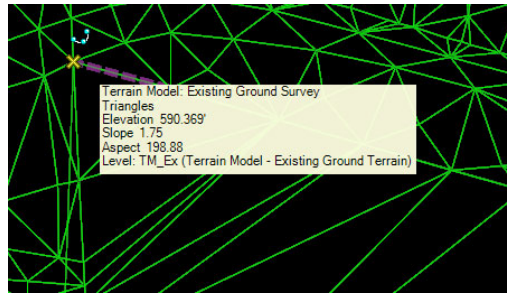 Terrain Model: Existing Ground Survey
Triangles
Elevation 590.369'
Slope 1.75
Aspect 198.88
Level: TM_Ex (Terrain Model - Existing Ground Terrain)